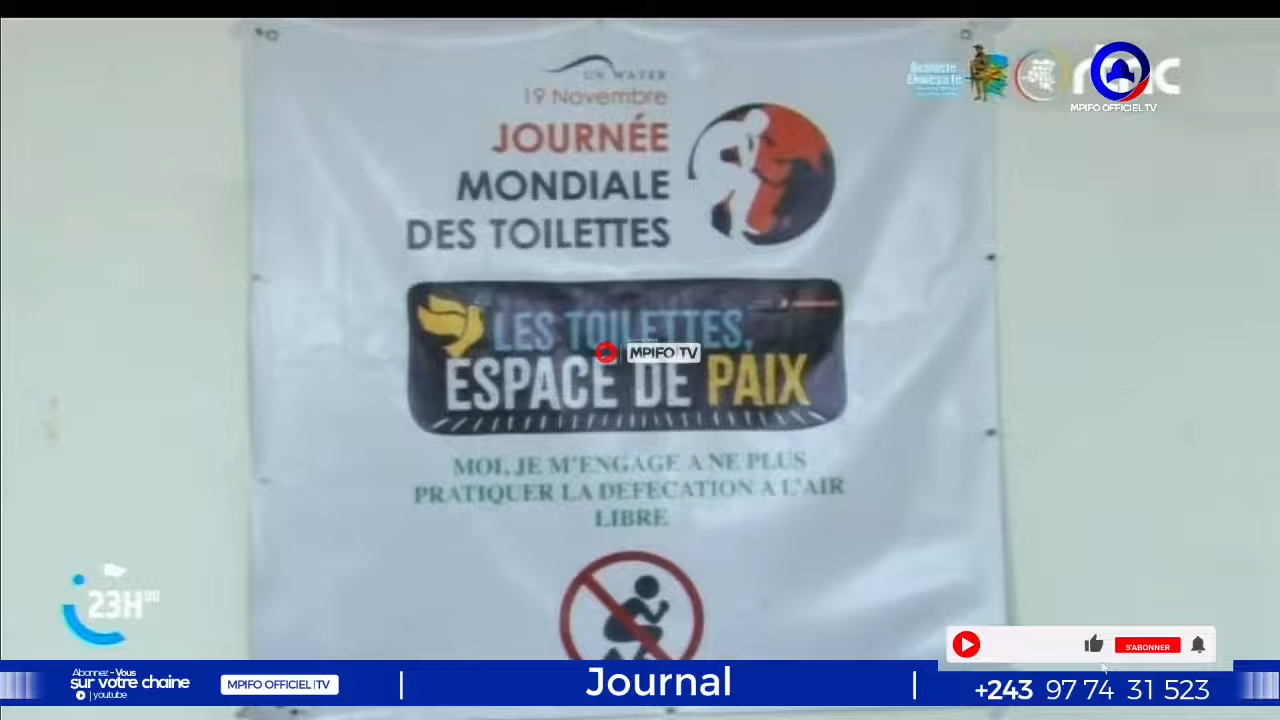 UN WATER
19 Novembre
JOURNÉE
MONDIALE
DES TOILETTES
LES TOILETTES,
ESPACE DE PAIX
MPIFO TV
MOI, JE M'ENGAGE A NE PLUS
PRATIQUER LA DEFECATION A L'AIR
LIBRE
MPIFO OFFICIEL TV
23H00
S'ABONNER
Abonnez - Vous
sur votre chaine
youtube
MPIFO OFFICIEL TV
Journal
+243 97 74 31 523